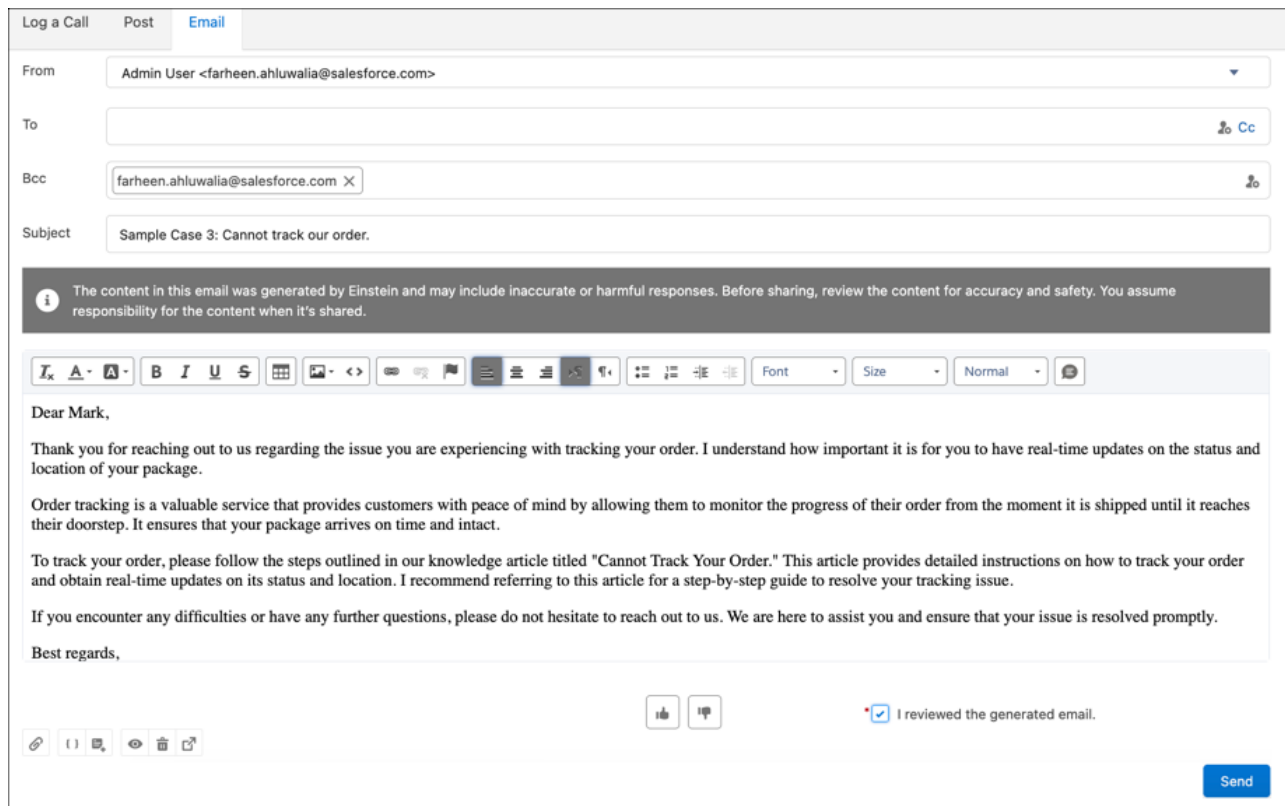 Log a Call Post Email
From Admin User <farheen.ahluwalia@salesforce.com>
To Cc
Bcc farheen.ahluwalia@salesforce.com
Subject Sample Case 3: Cannot track our order.
The content in this email was generated by Einstein and may include inaccurate or harmful responses. Before sharing, review the content for accuracy and safety. You assume
responsibility for the content when it's shared.
Font Size Normal
Dear Mark,
Thank you for reaching out to us regarding the issue you are experiencing with tracking your order. I understand how important it is for you to have real-time updates on the status and
location of your package.
Order tracking is a valuable service that provides customers with peace of mind by allowing them to monitor the progress of their order from the moment it is shipped until it reaches
their doorstep. It ensures that your package arrives on time and intact.
To track your order, please follow the steps outlined in our knowledge article titled "Cannot Track Your Order." This article provides detailed instructions on how to track your order
and obtain real-time updates on its status and location. I recommend referring to this article for a step-by-step guide to resolve your tracking issue.
If you encounter any difficulties or have any further questions, please do not hesitate to reach out to us. We are here to assist you and ensure that your issue is resolved promptly.
Best regards,
*I reviewed the generated email.
Send